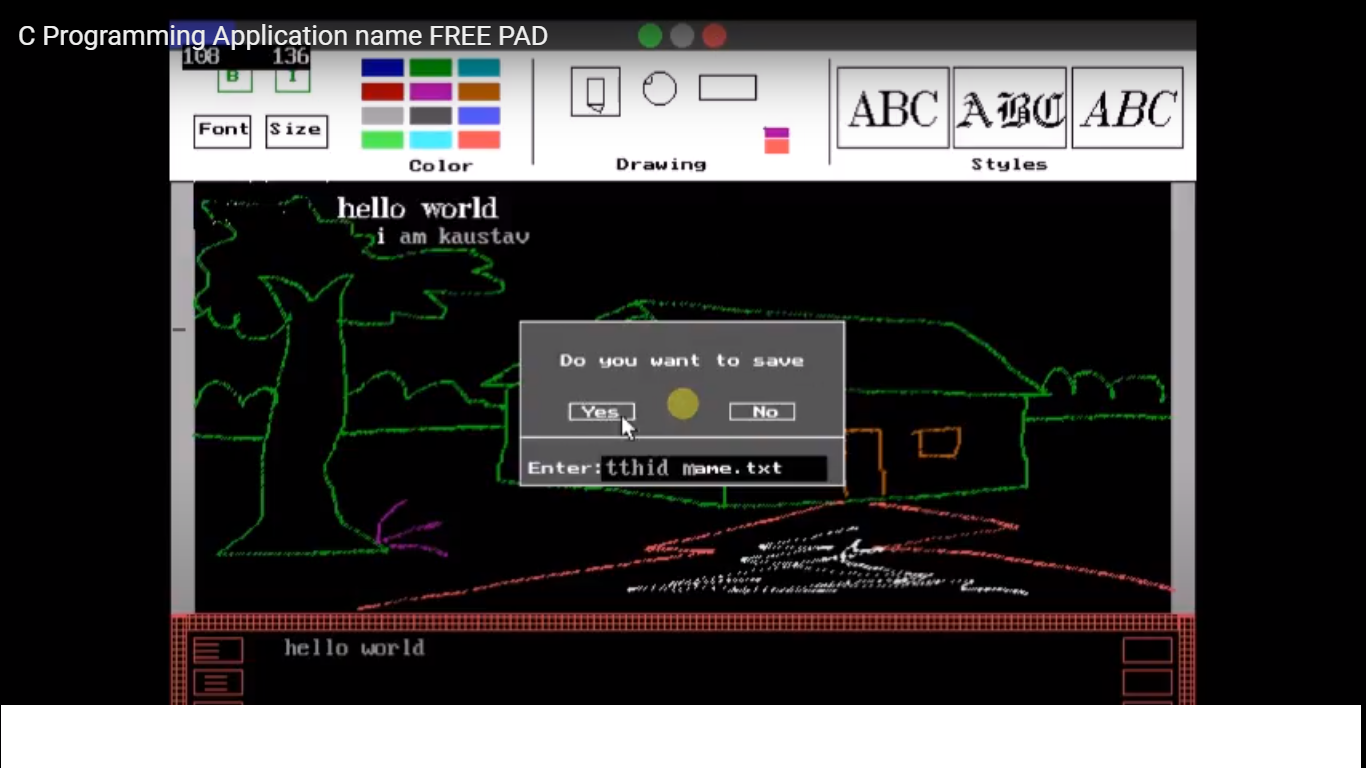 C Programming Application name FREE PAD
108 136
B I
Font Size
Color
Drawing
ABC ABC ABC
Styles
hello world
i am kaustav
Do you want to save
Yes No
Enter:tthid mame.txt
hello world